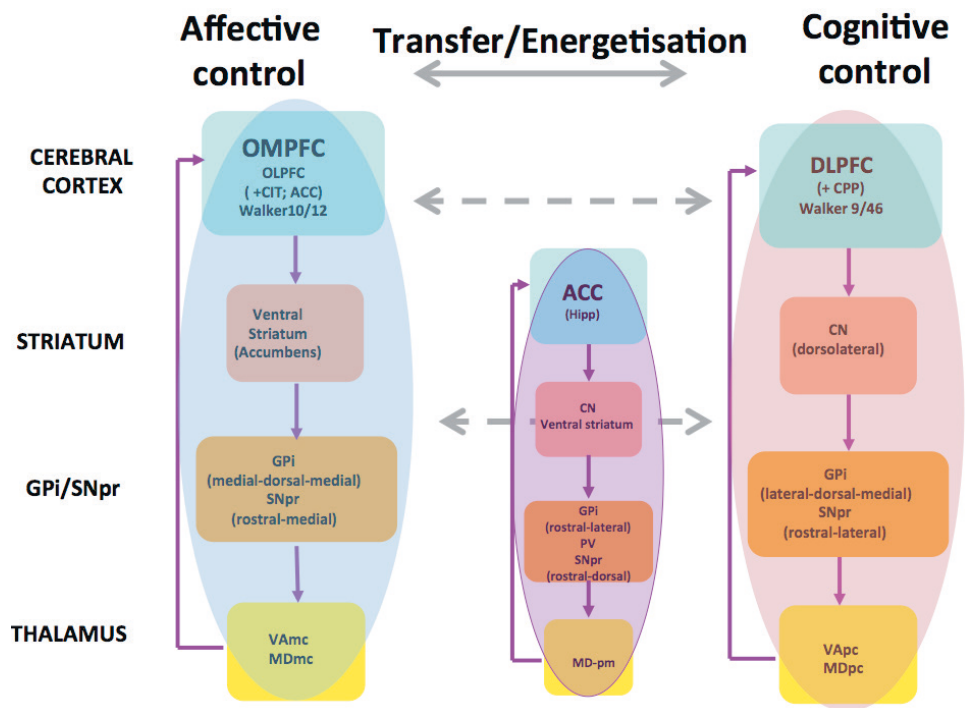 Affective
control
Transfer/Energetisation
Cognitive
control
CEREBRAL
CORTEX
OMPFC
OLPFC
( +CIT; ACC)
Walker10/12
DLPFC
(+ CPP)
Walker 9/46
ACC
(Hipp)
STRIATUM
Ventral
Striatum
(Accumbens)
CN
Ventral striatum
CN
(dorsolateral)
GPi/SNpr
GPi
(medial-dorsal-medial)
SNpr
(rostral-medial)
GPi
(rostral-lateral)
PV
SNpr
(rostral-dorsal)
GPi
(lateral-dorsal-medial)
SNpr
(rostral-lateral)
THALAMUS
VAmc
MDmc
MD-pm
VApc
MDpc